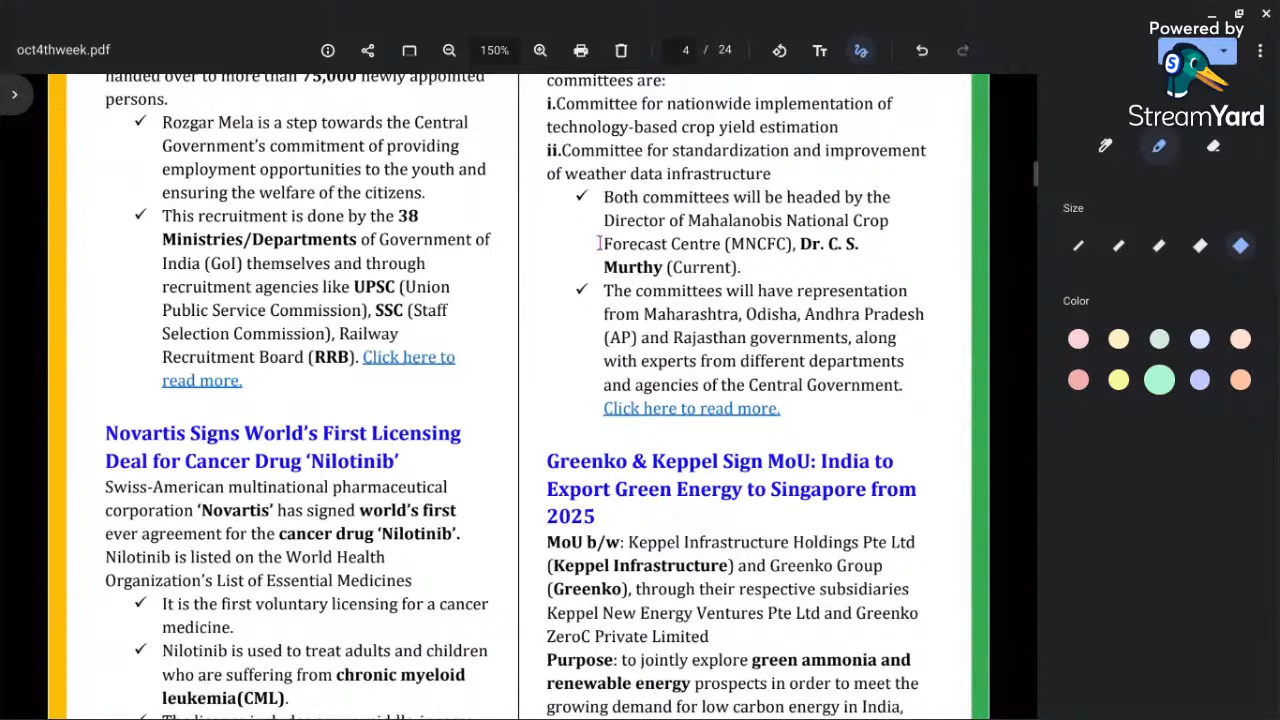 Powered by
StreamYard
oct4thweek.pdf
150%
4 / 24
Size
Color
handed over to more than 75,000 newly appointed
persons.
✓ Rozgar Mela is a step towards the Central
Government's commitment of providing
employment opportunities to the youth and
ensuring the welfare of the citizens.
✓ This recruitment is done by the 38
Ministries/Departments of Government of
India (GoI) themselves and through
recruitment agencies like UPSC (Union
Public Service Commission), SSC (Staff
Selection Commission), Railway
Recruitment Board (RRB). Click here to
read more.
Novartis Signs World's First Licensing
Deal for Cancer Drug 'Nilotinib'
Swiss-American multinational pharmaceutical
corporation 'Novartis' has signed world's first
ever agreement for the cancer drug 'Nilotinib'.
Nilotinib is listed on the World Health
Organization's List of Essential Medicines
✓ It is the first voluntary licensing for a cancer
medicine.
✓ Nilotinib is used to treat adults and children
who are suffering from chronic myeloid
leukemia(CML).
committees are:
i.Committee for nationwide implementation of
technology-based crop yield estimation
ii.Committee for standardization and improvement
of weather data infrastructure
✓ Both committees will be headed by the
Director of Mahalanobis National Crop
Forecast Centre (MNCFC), Dr. C. S.
Murthy (Current).
✓ The committees will have representation
from Maharashtra, Odisha, Andhra Pradesh
(AP) and Rajasthan governments, along
with experts from different departments
and agencies of the Central Government.
Click here to read more.
Greenko & Keppel Sign MoU: India to
Export Green Energy to Singapore from
2025
MoU b/w: Keppel Infrastructure Holdings Pte Ltd
(Keppel Infrastructure) and Greenko Group
(Greenko), through their respective subsidiaries
Keppel New Energy Ventures Pte Ltd and Greenko
ZeroC Private Limited
Purpose: to jointly explore green ammonia and
renewable energy prospects in order to meet the
growing demand for low carbon energy in India,